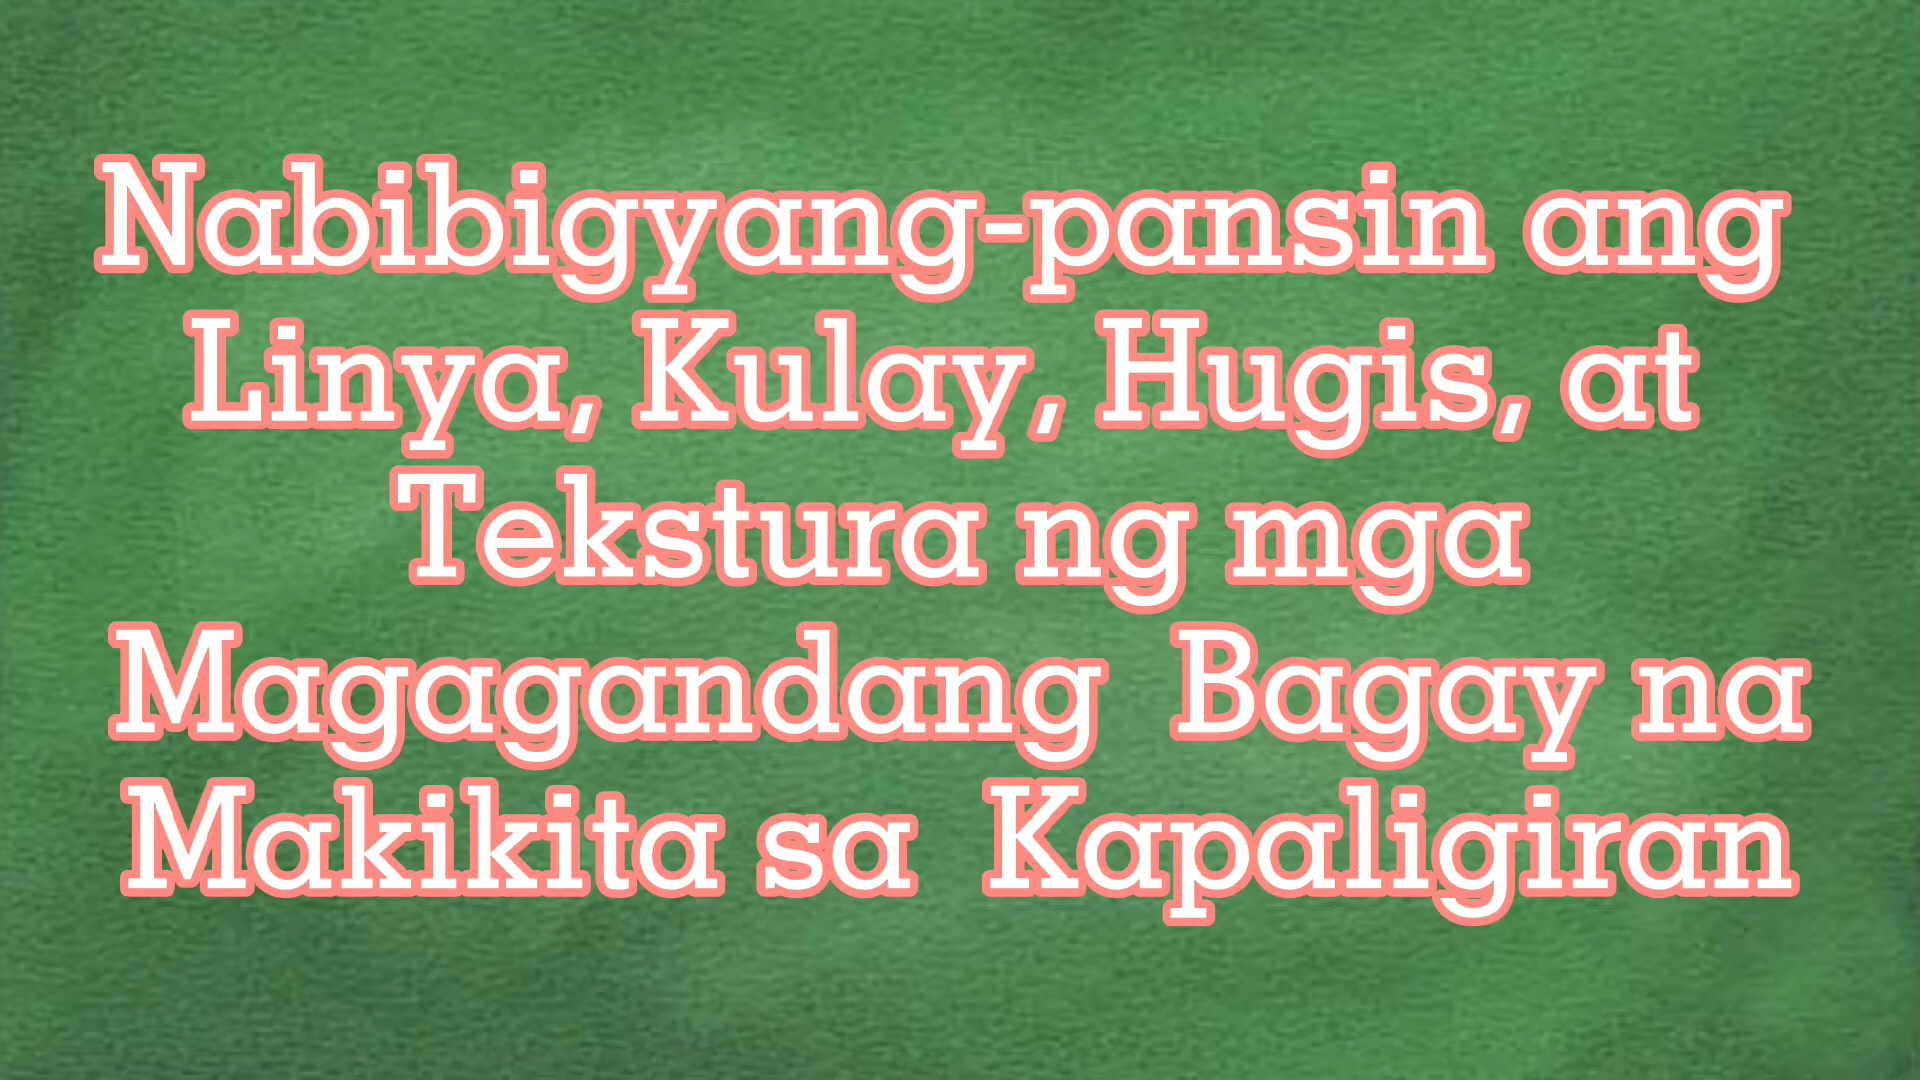 Nabibigyang-pansin ang
Linya, Kulay, Hugis, at
Tekstura ng mga
Magagandang Bagay na
Makikita sa Kapaligiran